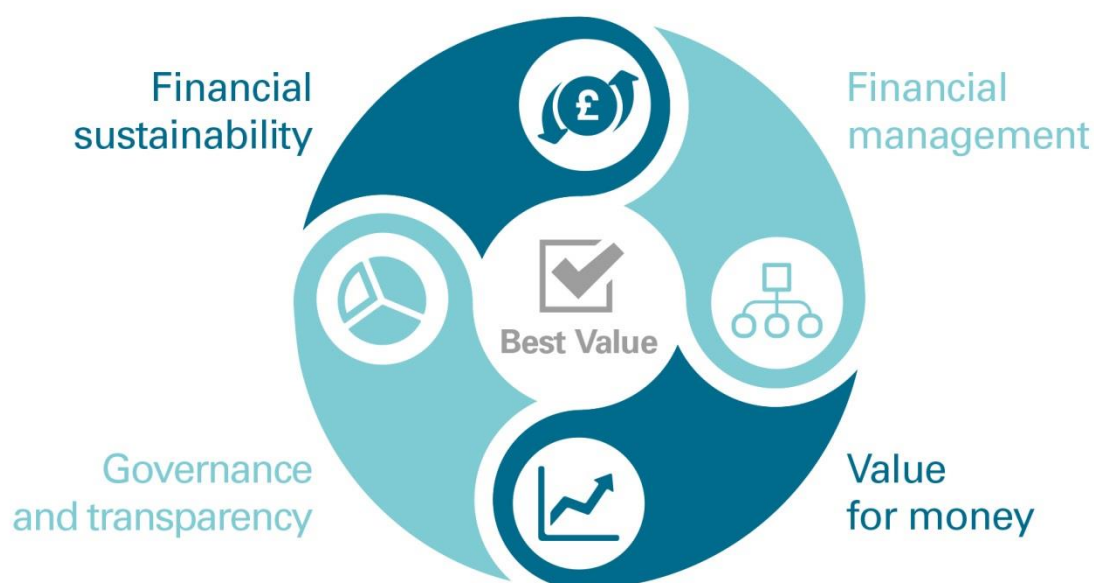 Financial
sustainability
Financial
management
£
Best Value
Governance
and transparency
Value
for money